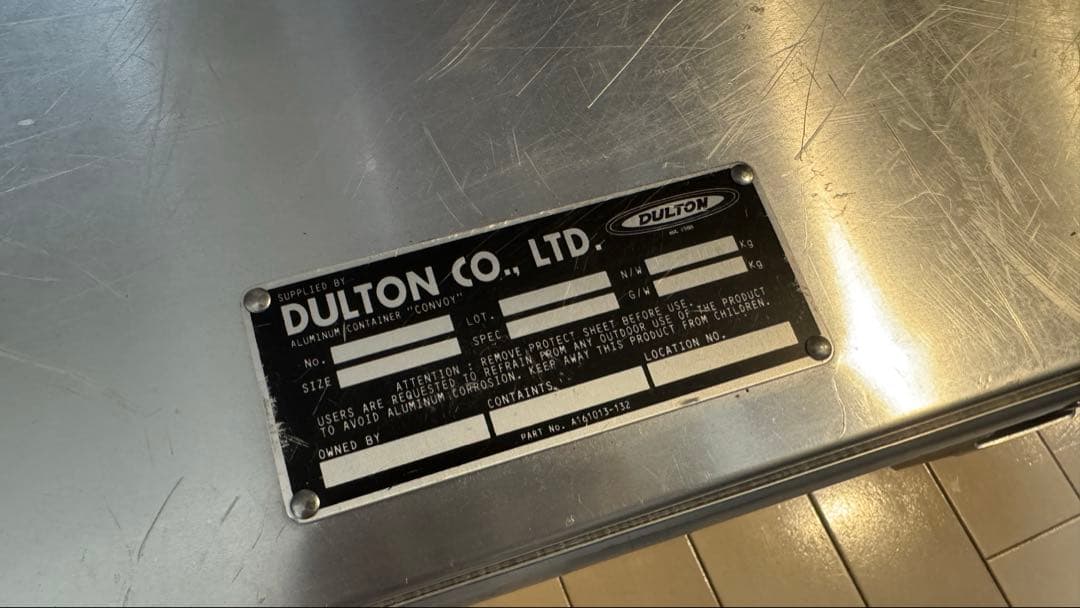 SUPPLIED BY
DULTON CO., LTD.
DULTON
ALUMINUM CONTAINER "CONVOY"
No.
LOT.
N/W
Kg
SIZE
SPEC
G/W
Kg
ATTENTION : REMOVE PROTECT SHEET BEFORE USE.
USERS ARE REQUESTED TO REFRAIN FROM ANY OUTDOOR USE OF THE PRODUCT
TO AVOID ALUMINUM CORROSION. KEEP AWAY THIS PRODUCT FROM CHILDREN.
OWNED BY
CONTAINTS
LOCATION NO.
PART No. A161013-132